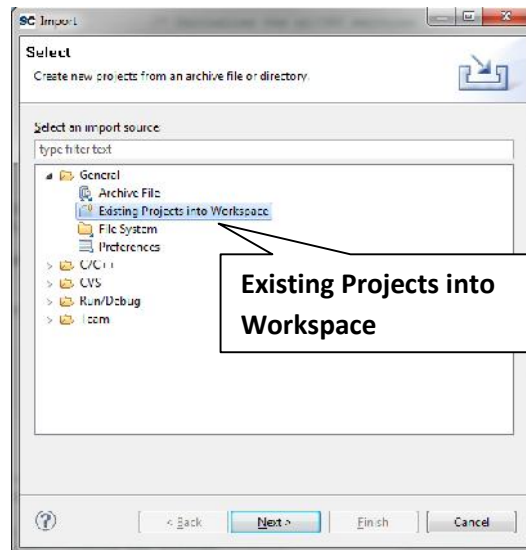 SC Import
Select
Create new projects from an archive file or directory.
Select an import source:
type filter text
General
Archive File
Existing Projects into Workspace
File System
Preferences
C/C++
CVS
Run/Debug
Team
Existing Projects into
Workspace
?
< Back
Next >
Finish
Cancel